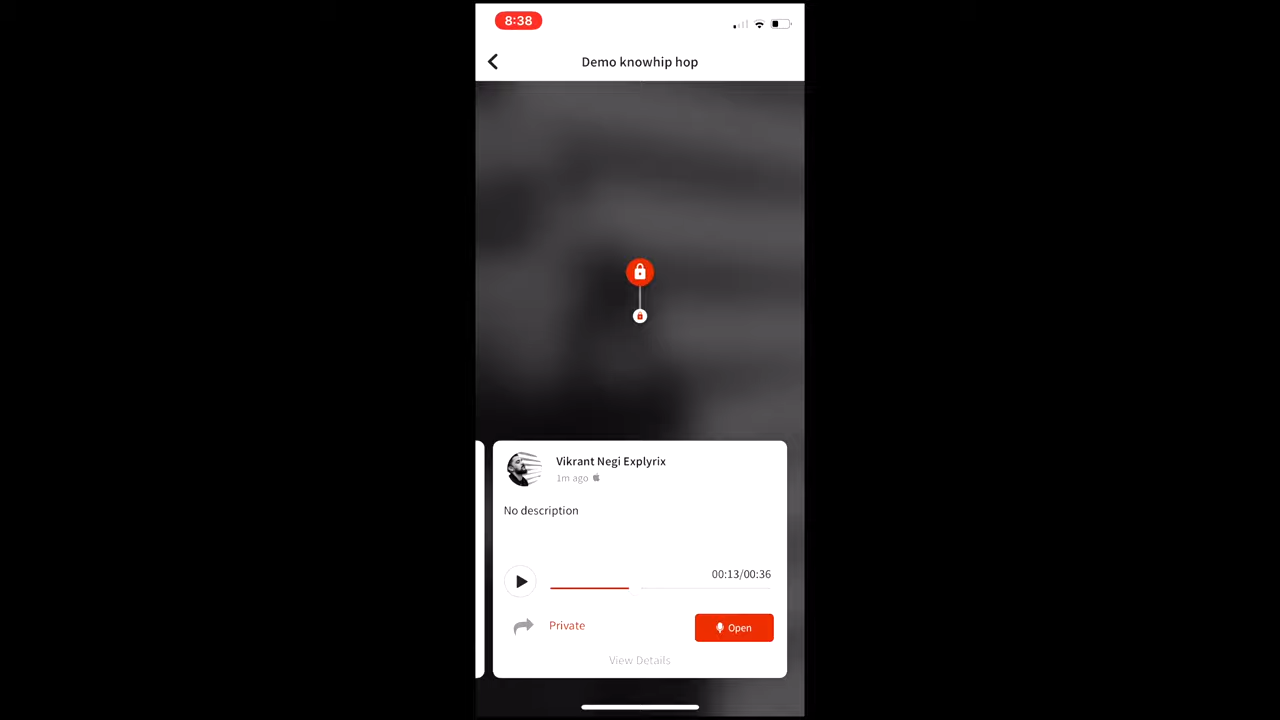 8:38
Demo knowhip hop
Vikrant Negi Explyrix
1m ago
No description
00:13/00:36
Private
Open
View Details